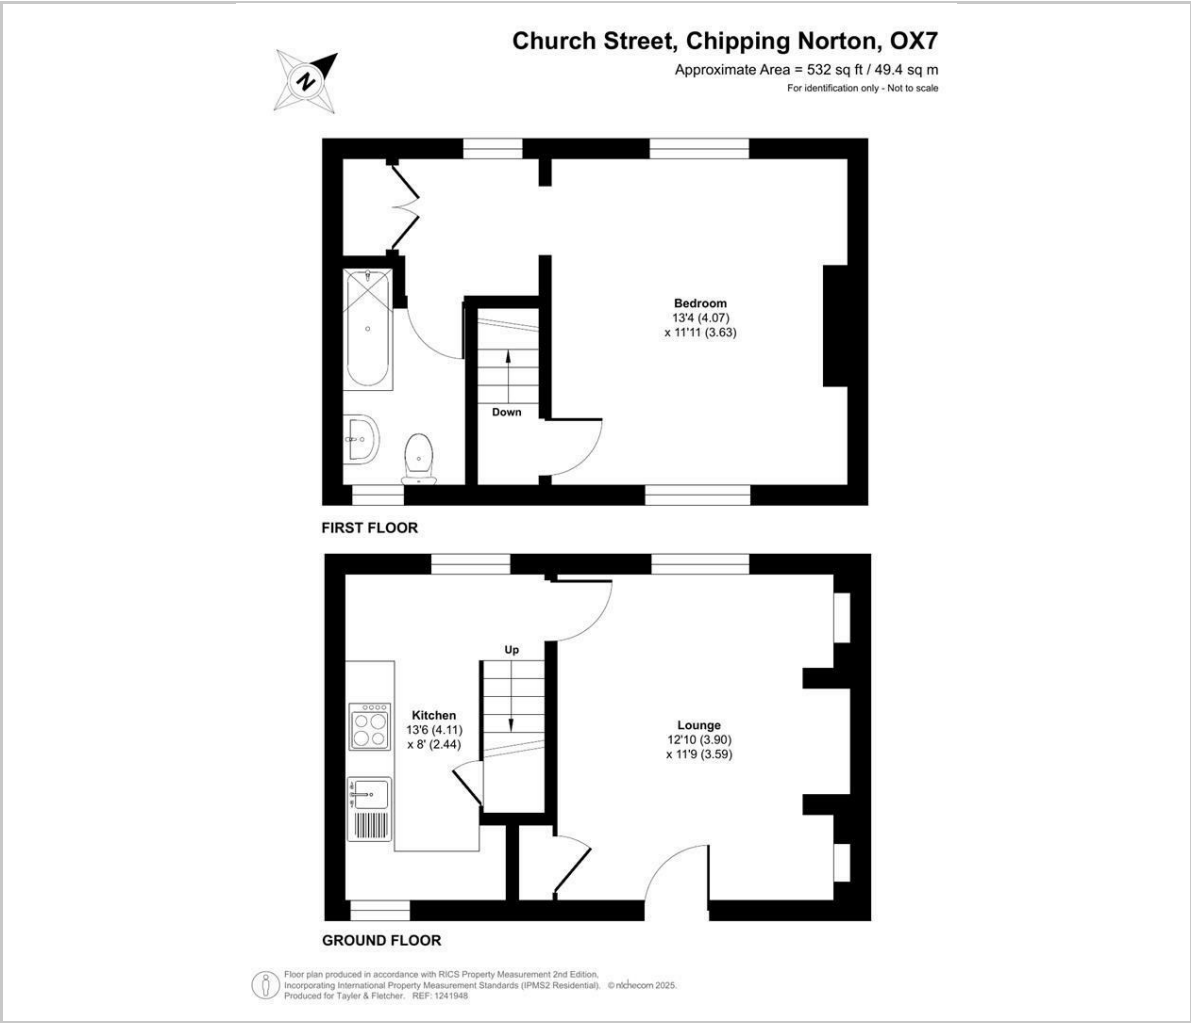 Church Street, Chipping Norton, OX7
Approximate Area = 532 sq ft / 49.4 sq m
For identification only - Not to scale
N
Bedroom
13'4 (4.07)
x 11'11 (3.63)
Down
FIRST FLOOR
Up
Kitchen
13'6 (4.11)
x 8' (2.44)
Lounge
12'10 (3.90)
x 11'9 (3.59)
GROUND FLOOR
Floor plan produced in accordance with RICS Property Measurement 2nd Edition,
Incorporating International Property Measurement Standards (IPMS2 Residential). © nichecom 2025.
Produced for Tayler & Fletcher. REF: 1241948